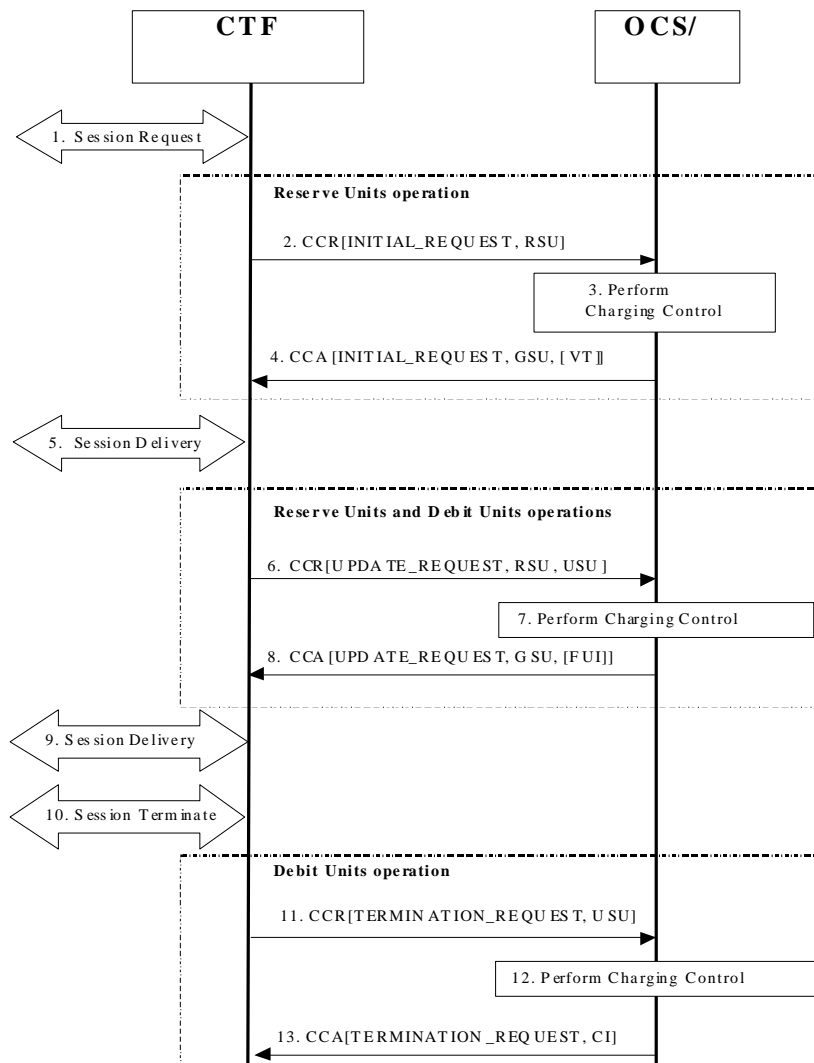 CTF
OCS/
1. Session Request
Reserve Units operation
2. CCR[INITIAL_REQUEST, RSU]
3. Perform
Charging Control
4. CCA [INITIAL_REQUEST, GSU, [VT]]
5. Session Delivery
Reserve Units and Debit Units operations
6. CCR[UPDATE_REQUEST, RSU, USU]
7. Perform Charging Control
8. CCA [UPDATE_REQUEST, GSU, [FUI]]
9. Session Delivery
10. Session Terminate
Debit Units operation
11. CCR[TERMINATION_REQUEST, USU]
12. Perform Charging Control
13. CCA[TERMINATION_REQUEST, CI]